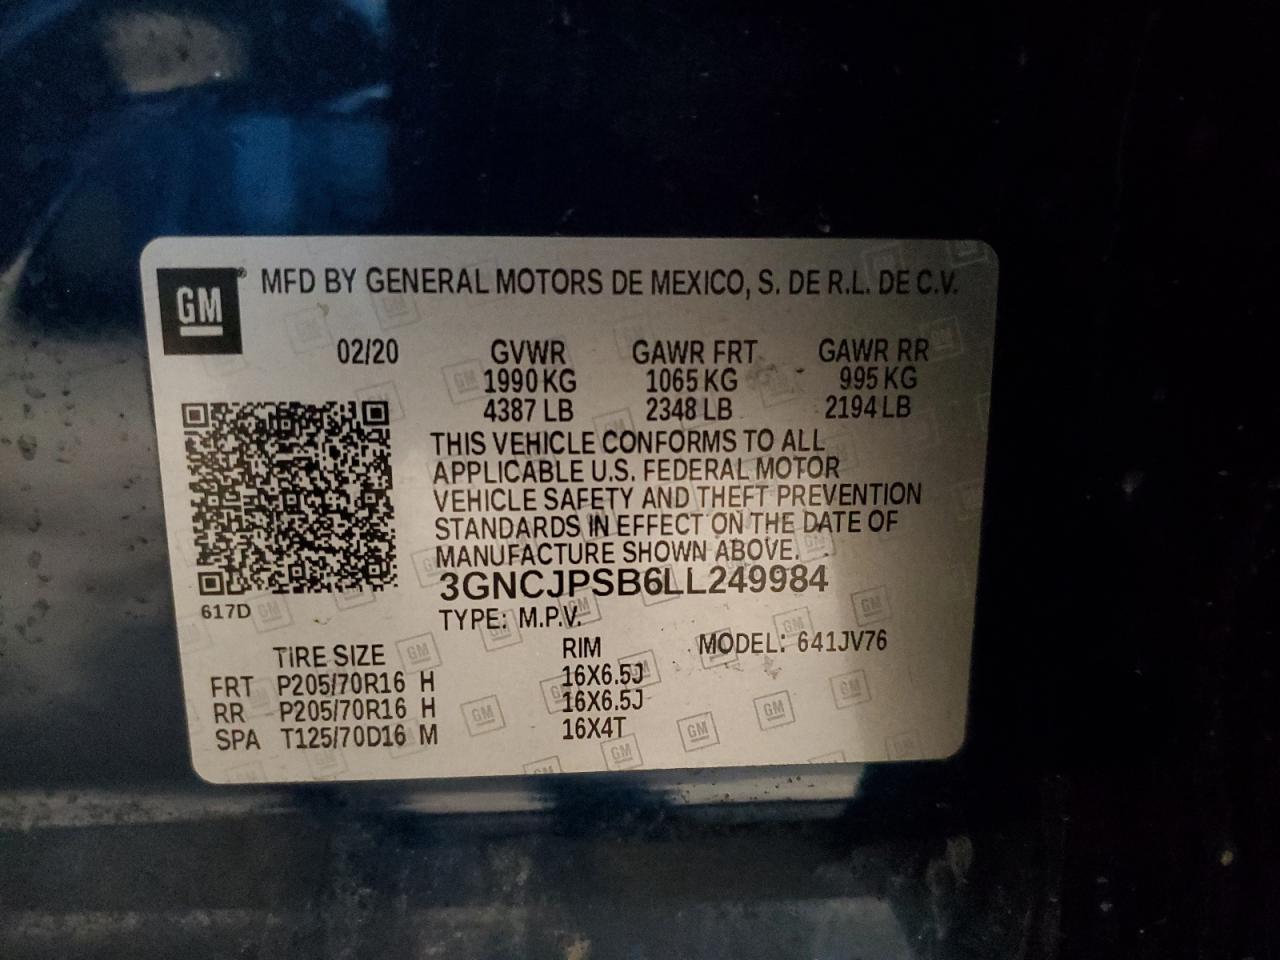 GM ® MFD BY GENERAL MOTORS DE MEXICO, S. DE R.L. DE C.V.
02/20 GVWR GAWR FRT GAWR RR
1990 KG 1065 KG 995 KG
4387 LB 2348 LB 2194 LB
THIS VEHICLE CONFORMS TO ALL
APPLICABLE U.S. FEDERAL MOTOR
VEHICLE SAFETY AND THEFT PREVENTION
STANDARDS IN EFFECT ON THE DATE OF
MANUFACTURE SHOWN ABOVE.
3GNCJPSB6LL249984
617D
TYPE: M.P.V.
TIRE SIZE RIM MODEL: 641JV76
FRT P205/70R16 H 16X6.5J
RR P205/70R16 H 16X6.5J
SPA T125/70D16 M 16X4T